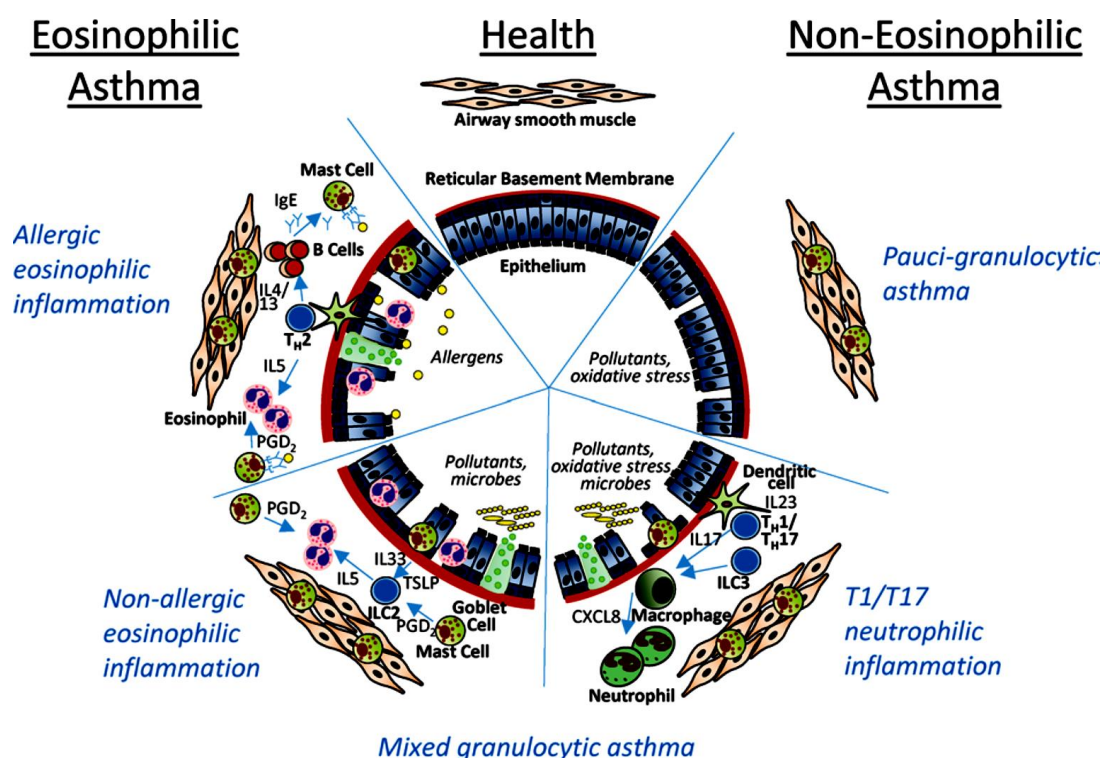 Eosinophilic
Asthma
Health
Non-Eosinophilic
Asthma
Airway smooth muscle
Reticular Basement Membrane
Epithelium
Allergic
eosinophilic
inflammation
Mast Cell
IgE
B Cells
IL4/
13
TH2
IL5
Eosinophil
PGD2
Allergens
Pollutants,
oxidative stress
Pauci-granulocytic
asthma
Non-allergic
eosinophilic
inflammation
PGD2
IL5
IL33
TSLP
ILC2
PGD2
Goblet
Cell
Mast Cell
Pollutants,
microbes
Pollutants,
oxidative stress
microbes
Dendritic
cell
IL23
IL17
TH1/
TH17
ILC3
Macrophage
CXCL8
Neutrophil
T1/T17
neutrophilic
inflammation
Mixed granulocytic asthma